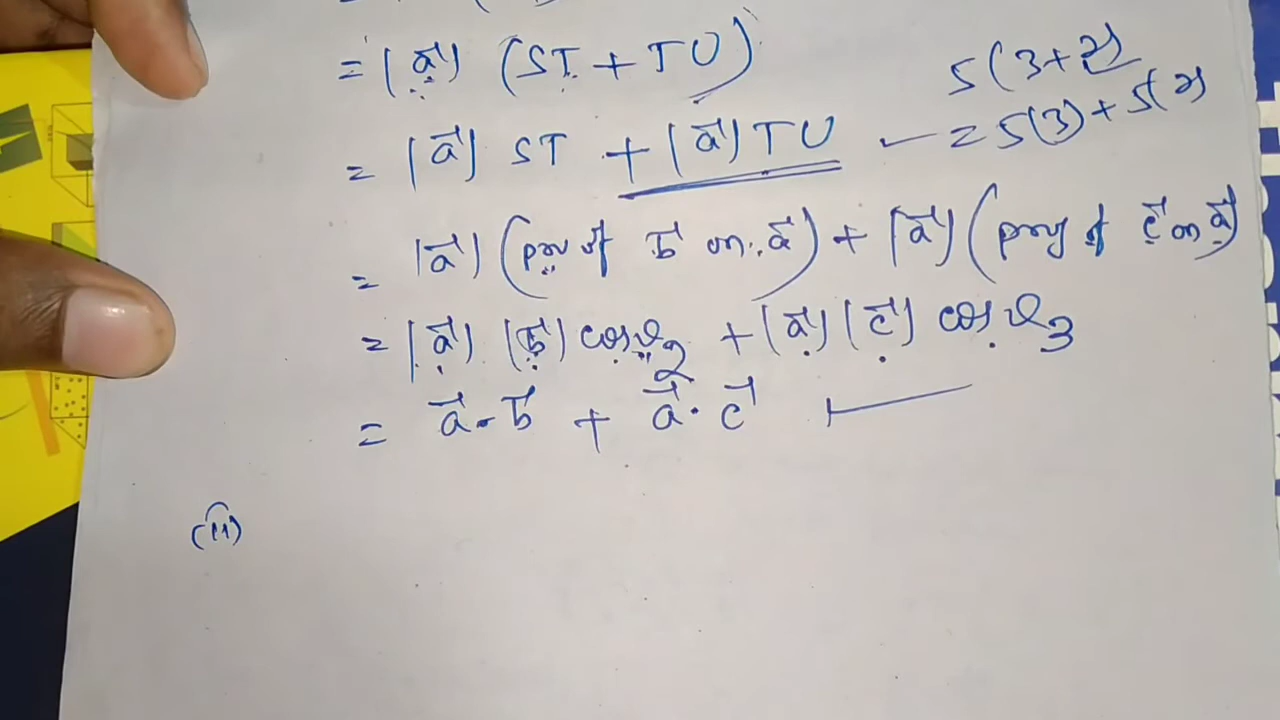 = |a⃗| (ST + TU)
5(3+2)
= |a⃗| ST + |a⃗| TU
= 5(3) + 5(2)
= |a⃗| (proj of b⃗ on a⃗) + |a⃗| (proj of c⃗ on a⃗)
= |a⃗| |b⃗| cos θ₂ + |a⃗| |c⃗| cos θ₃
= a⃗ · b⃗ + a⃗ · c⃗
(ii)